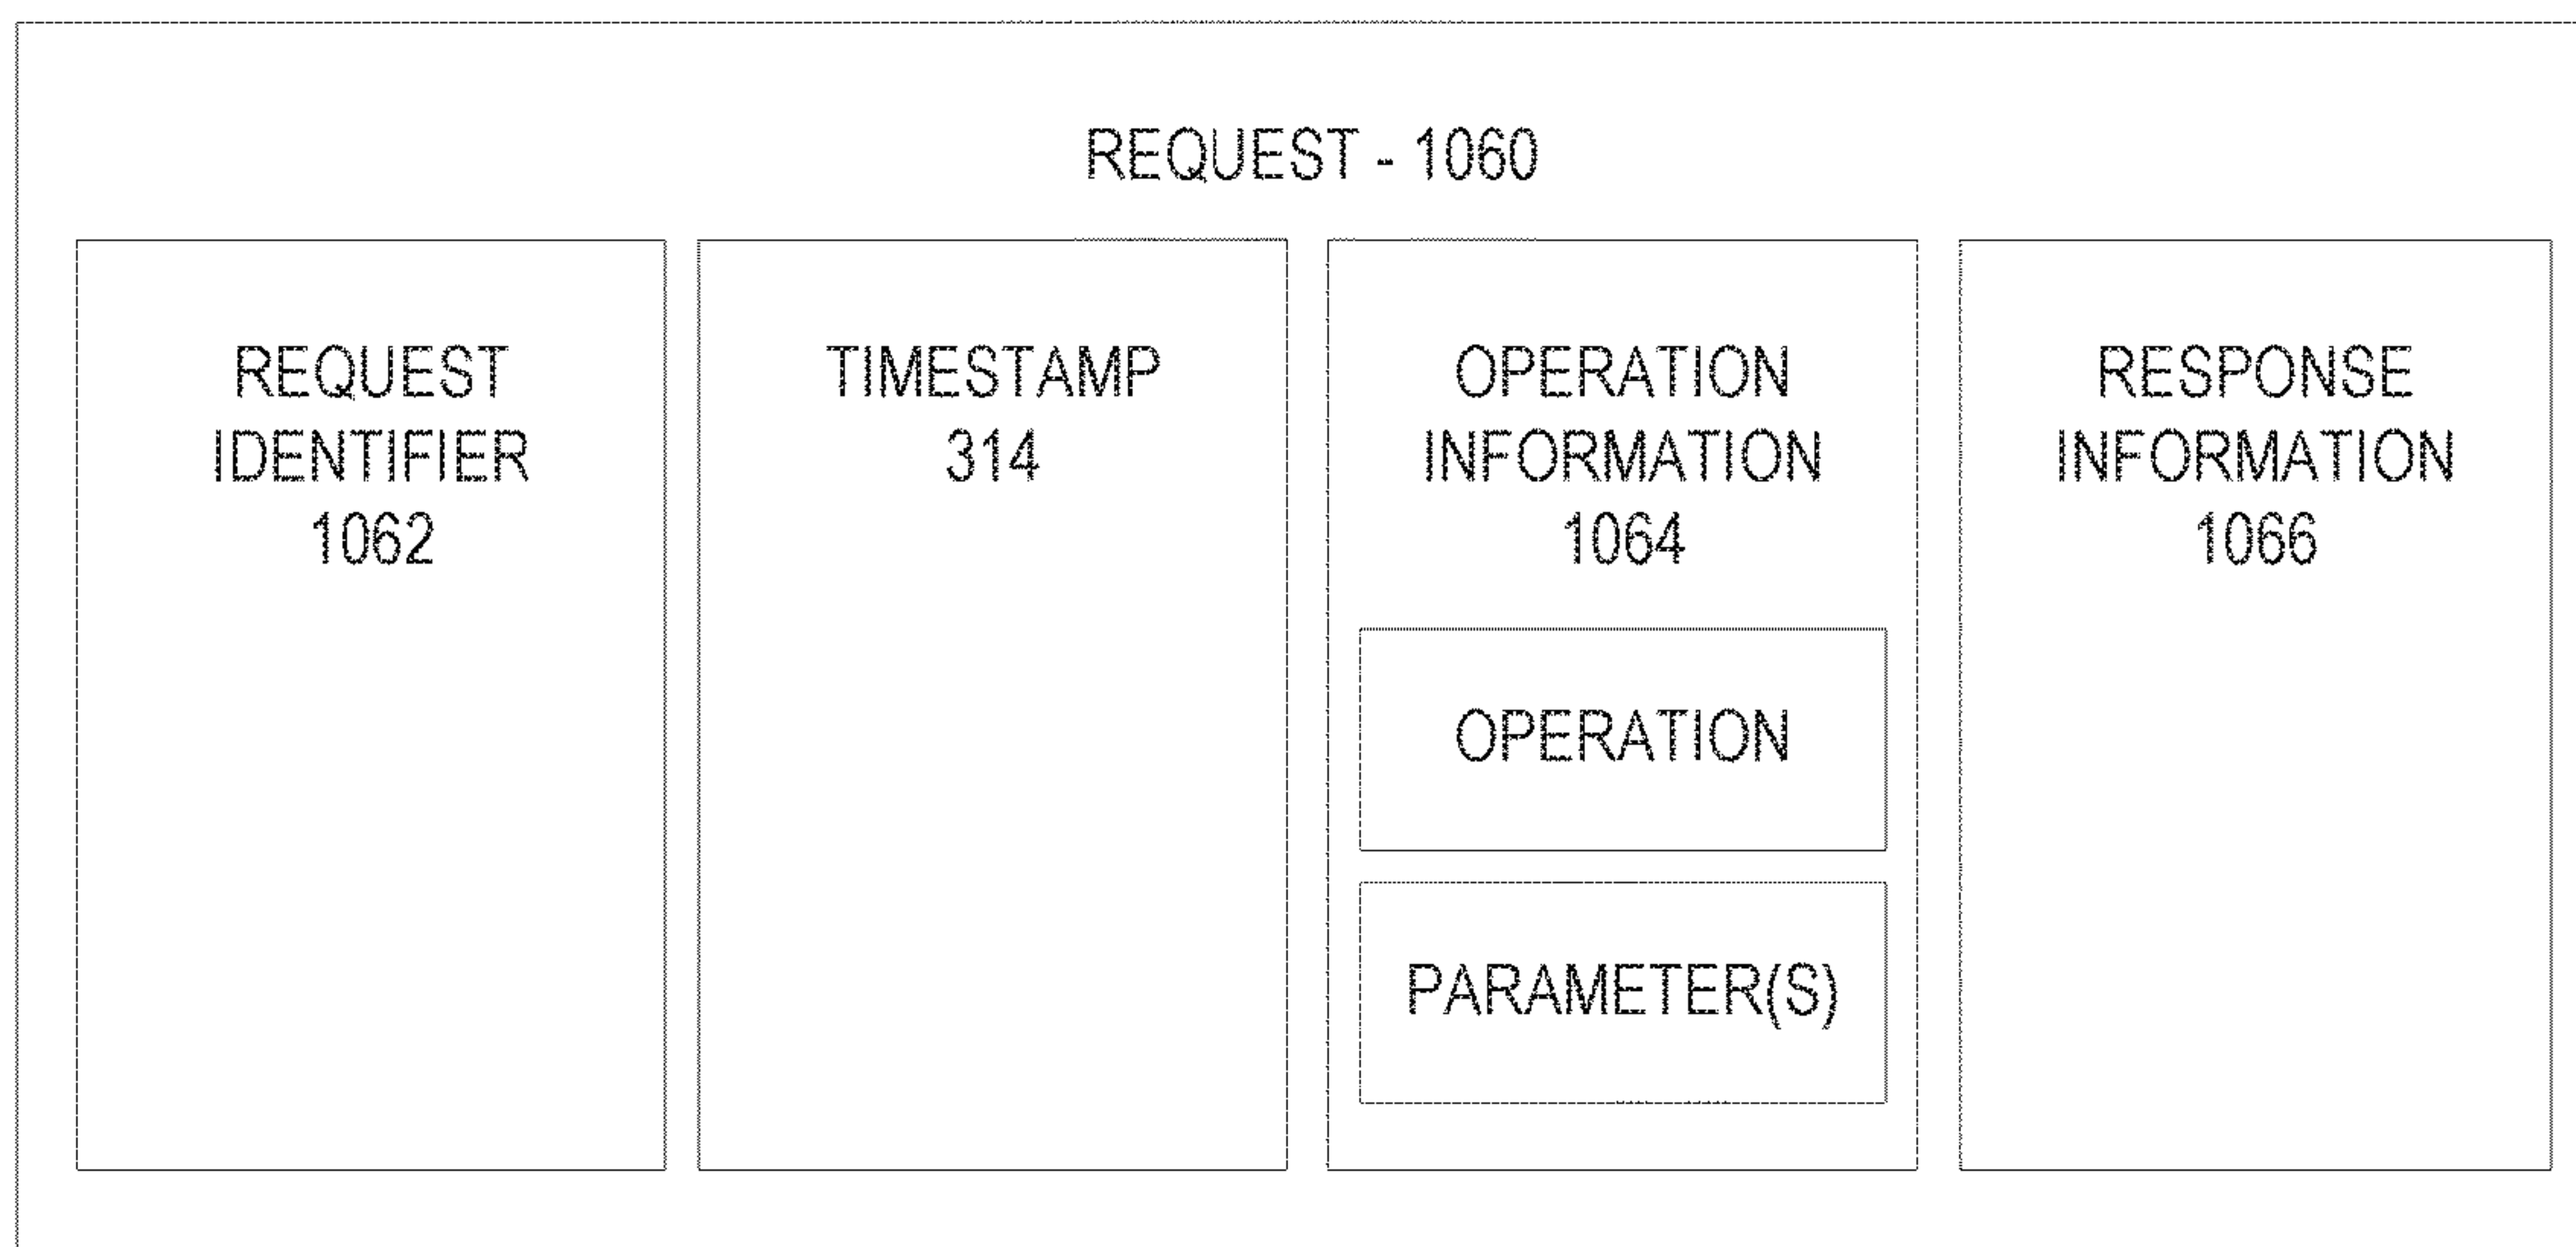 REQUEST - 1060
REQUEST
IDENTIFIER
1062
TIMESTAMP
314
OPERATION
INFORMATION
1064
OPERATION
PARAMETER(S)
RESPONSE
INFORMATION
1066